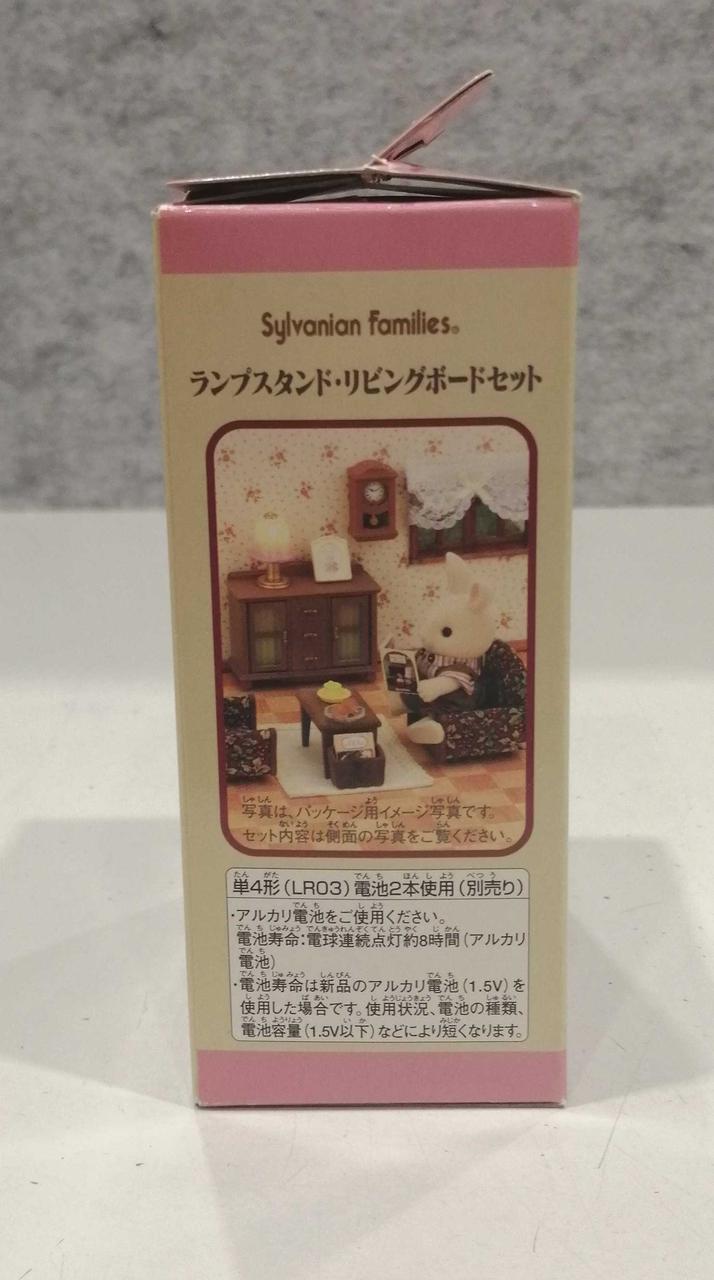 Sylvanian Families®
ランプスタンド・リビングボードセット
写真は、パッケージ用イメージ写真です。
セット内容は側面の写真をご覧ください。
単4形(LR03)電池2本使用(別売り)
・アルカリ電池をご使用ください。
電池寿命:電球連続点灯約8時間(アルカリ
電池)
・電池寿命は新品のアルカリ電池(1.5V)を
使用した場合です。使用状況、電池の種類、
電池容量(1.5V以下)などにより短くなります。